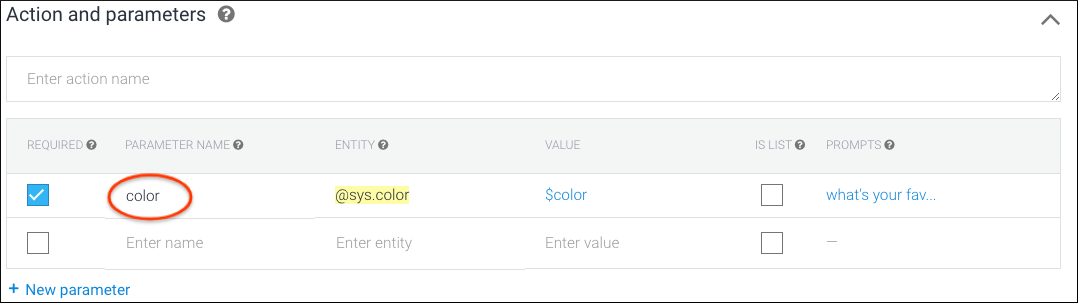 Action and parameters ?
Enter action name
REQUIRED ? PARAMETER NAME ? ENTITY ? VALUE IS LIST ? PROMPTS ?
color @sys.color $color what's your fav...
Enter name Enter entity Enter value —
+ New parameter